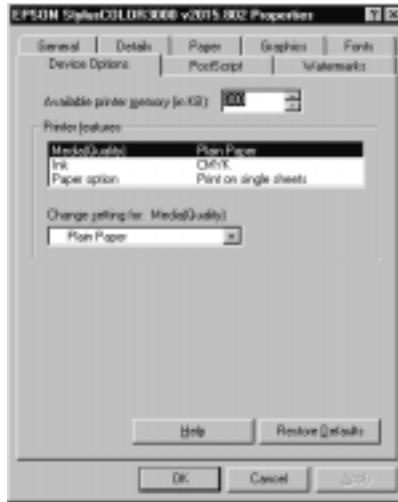 EPSON StylusCOLOR3000 v2015.802 Properties
General Details Paper Graphics Fonts
Device Options PostScript Watermarks
Available printer memory (in KB):
Printer features
Media(Quality) Plain Paper
Ink CMYK
Paper option Print on single sheets
Change setting for: Media(Quality)
Plain Paper
Help Restore Defaults
OK Cancel Apply